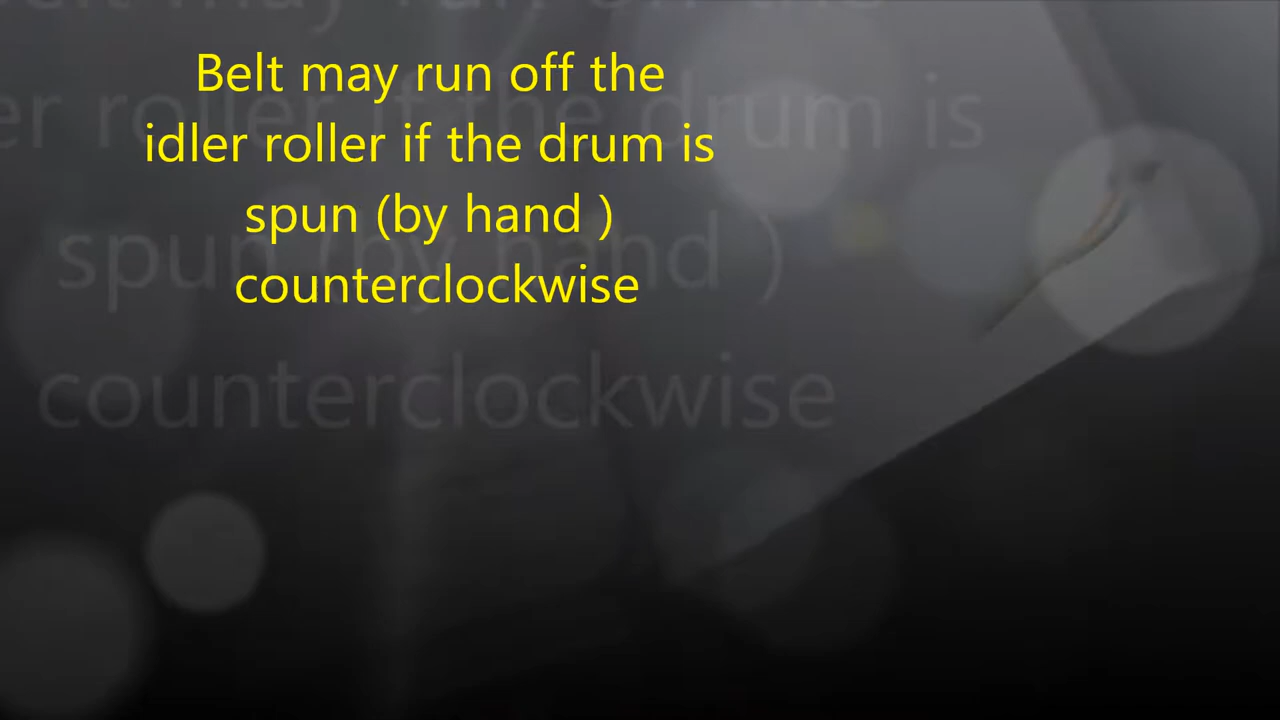 Belt may run off the
idler roller if the drum is
spun (by hand )
counterclockwise